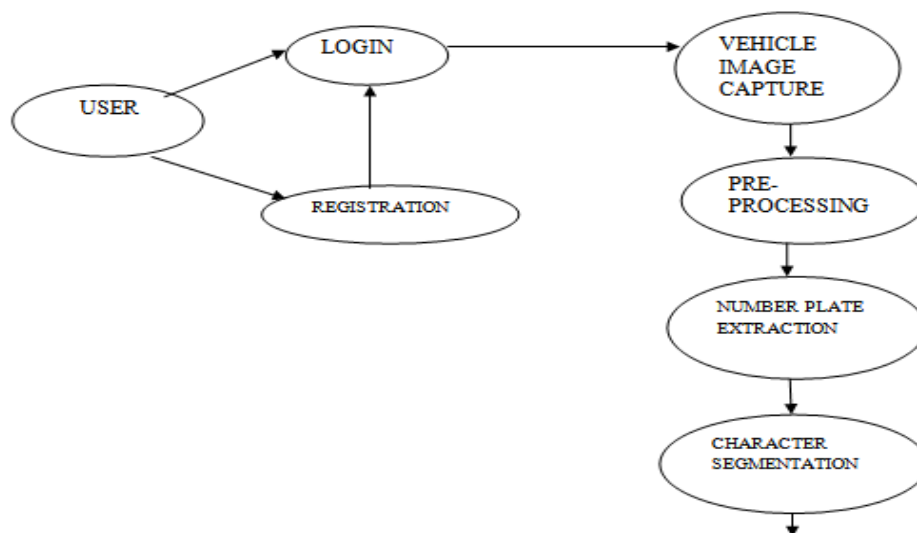 USER
LOGIN
REGISTRATION
VEHICLE
IMAGE
CAPTURE
PRE-
PROCESSING
NUMBER PLATE
EXTRACTION
CHARACTER
SEGMENTATION